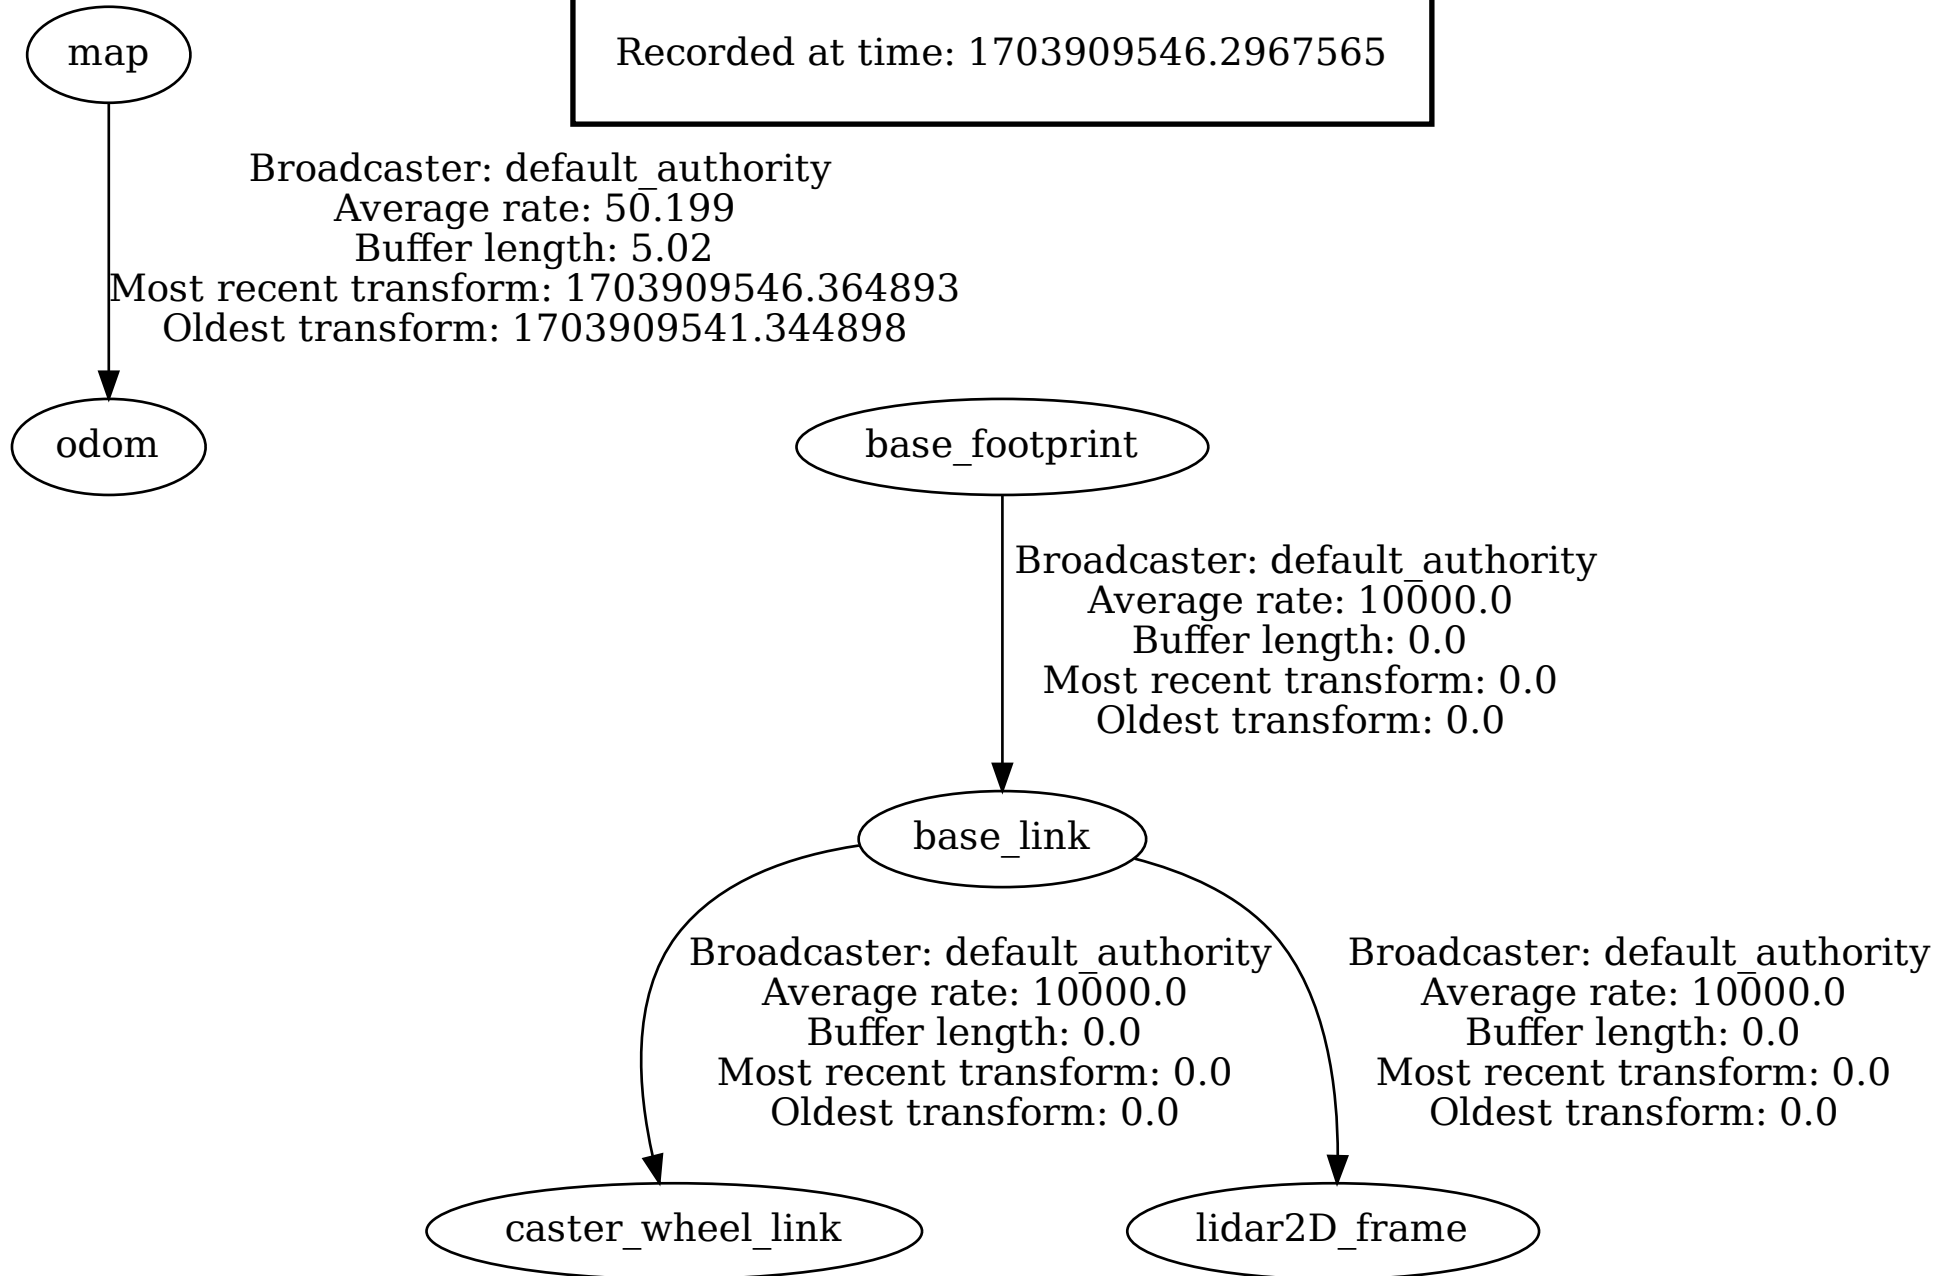 map
Recorded at time: 1703909546.2967565
Broadcaster: default_authority
Average rate: 50.199
Buffer length: 5.02
Most recent transform: 1703909546.364893
Oldest transform: 1703909541.344898
odom
base_footprint
Broadcaster: default_authority
Average rate: 10000.0
Buffer length: 0.0
Most recent transform: 0.0
Oldest transform: 0.0
base_link
Broadcaster: default_authority
Average rate: 10000.0
Buffer length: 0.0
Most recent transform: 0.0
Oldest transform: 0.0
Broadcaster: default_authority
Average rate: 10000.0
Buffer length: 0.0
Most recent transform: 0.0
Oldest transform: 0.0
caster_wheel_link
lidar2D_frame